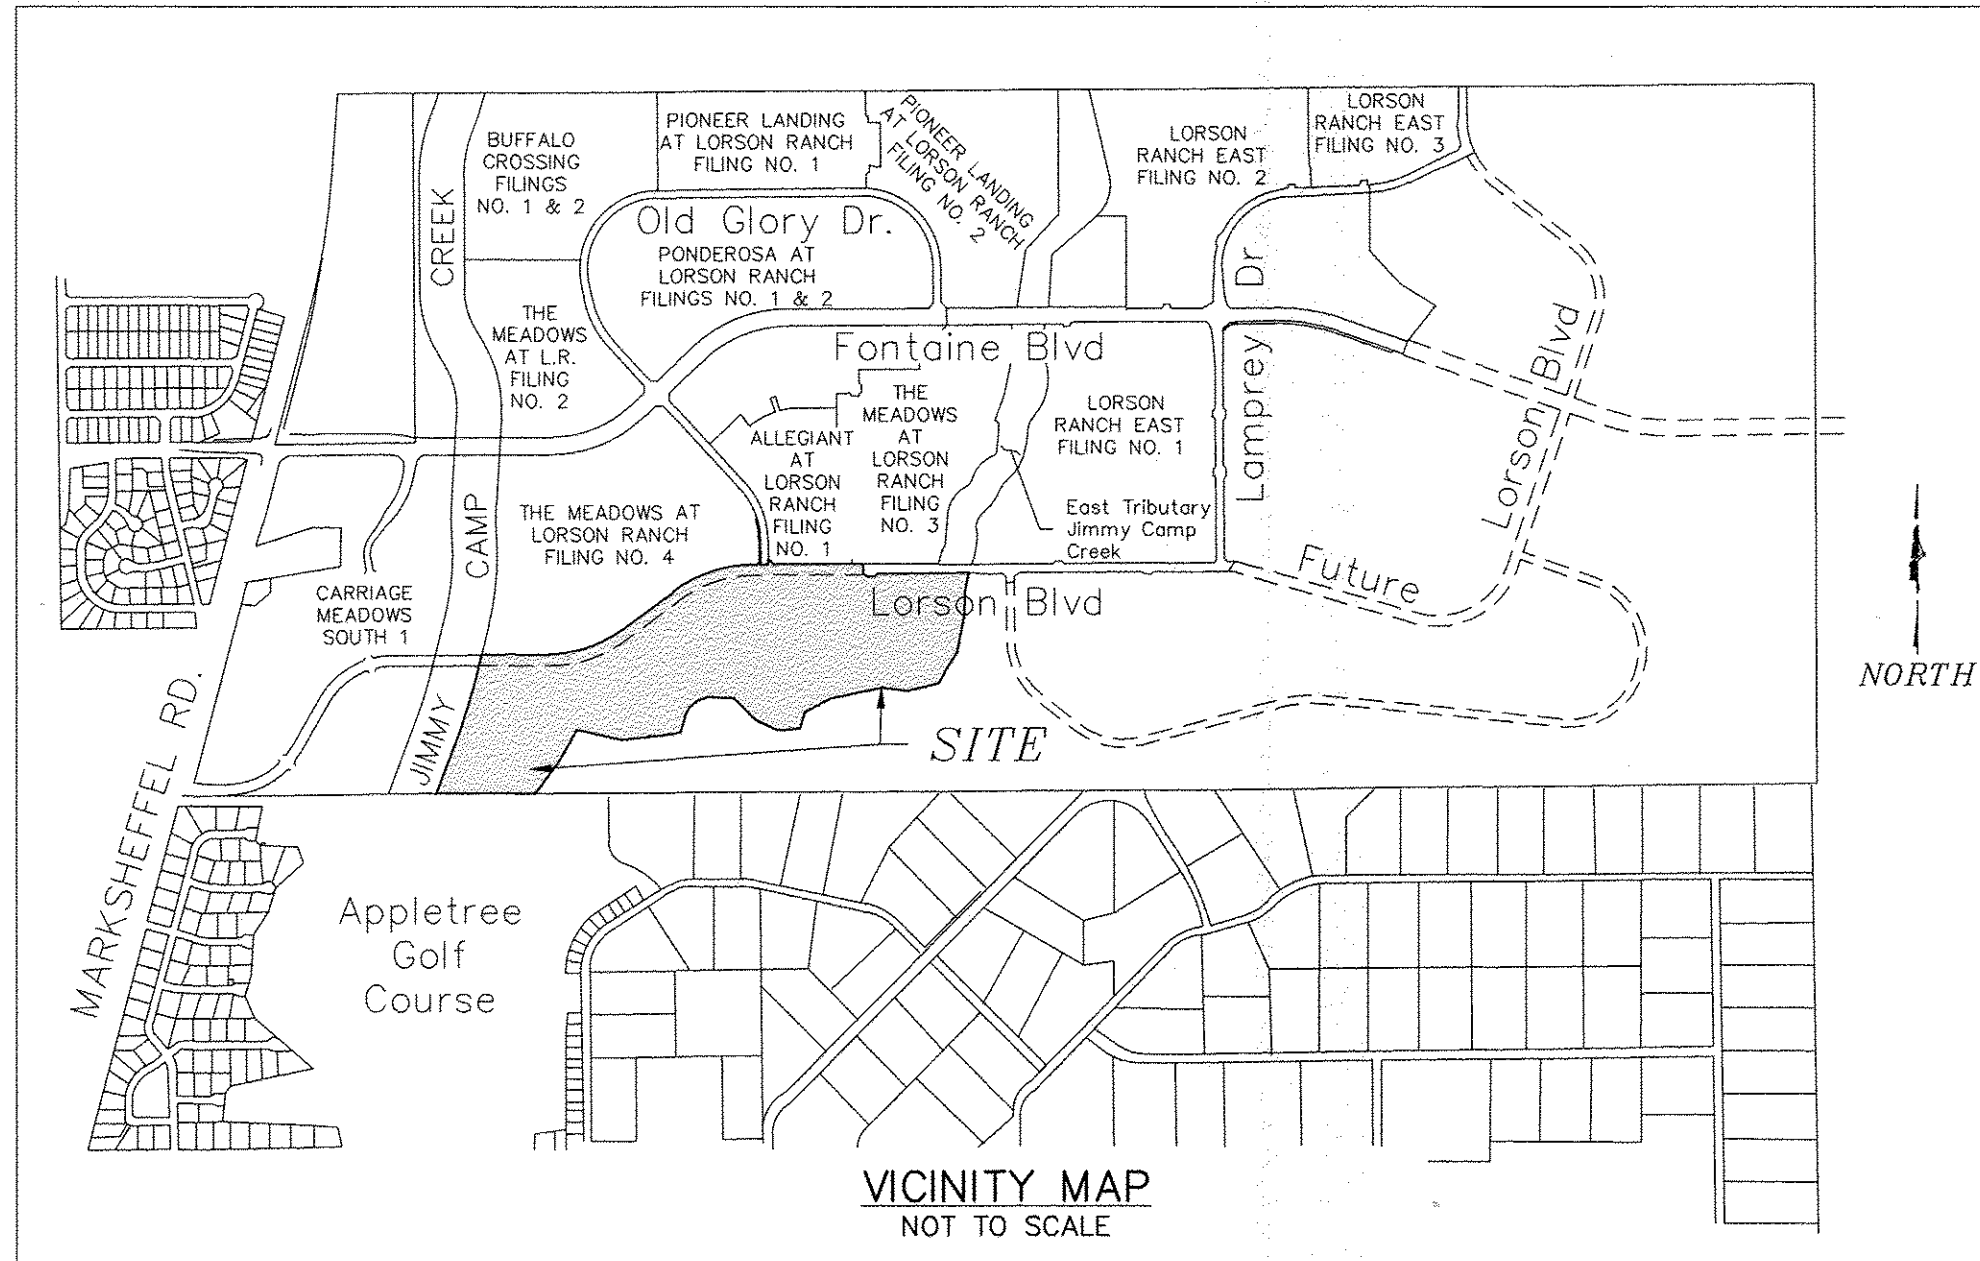 BUFFALO
CROSSING
FILINGS
NO. 1 & 2
PIONEER LANDING
AT LORSON RANCH
FILING NO. 1
PIONEER LANDING
AT LORSON RANCH
FILING NO. 2
LORSON
RANCH EAST
FILING NO. 2
LORSON
RANCH EAST
FILING NO. 3
Old Glory Dr.
PONDEROSA AT
LORSON RANCH
FILINGS NO. 1 & 2
THE
MEADOWS
AT L.R.
FILING
NO. 2
Fontaine Blvd
Lamprey Dr
Lorson Blvd
ALLEGIANT
AT
LORSON
RANCH
FILING
NO. 1
THE
MEADOWS
AT
LORSON
RANCH
FILING
NO. 3
LORSON
RANCH EAST
FILING NO. 1
East Tributary
Jimmy Camp
Creek
THE MEADOWS AT
LORSON RANCH
FILING NO. 4
CARRIAGE
MEADOWS
SOUTH 1
JIMMY CAMP CREEK
Lorson Blvd
Future
MARKSHEFFEL RD.
SITE
NORTH
Appletree
Golf
Course
VICINITY MAP
NOT TO SCALE